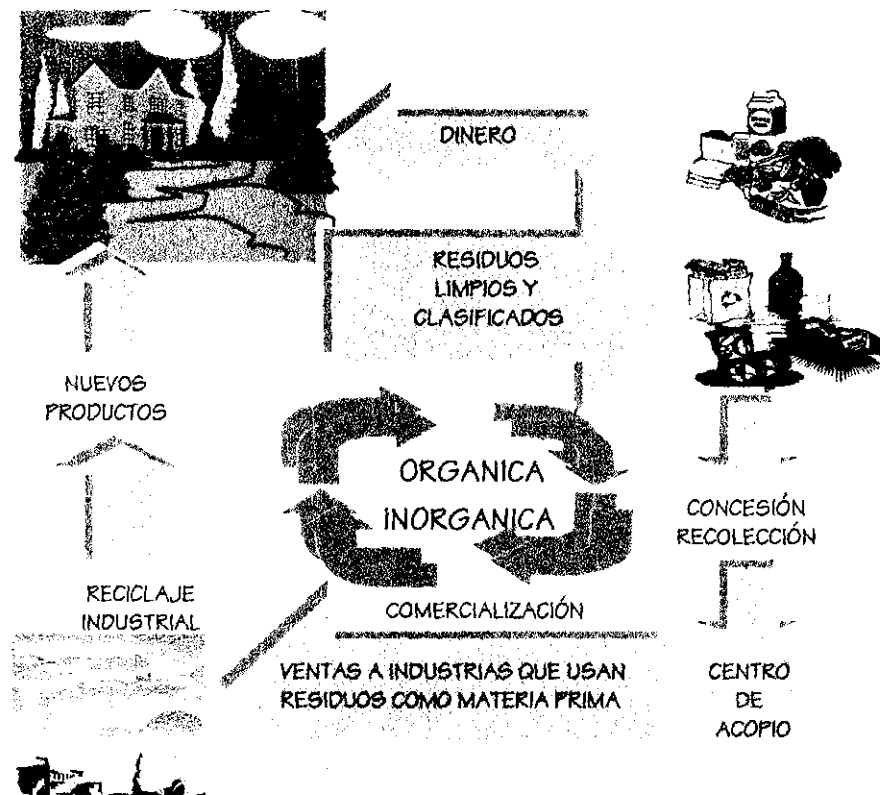 DINERO
RESIDUOS
LIMPIOS Y
CLASIFICADOS
NUEVOS
PRODUCTOS
ORGANICA
INORGANICA
CONCESIÓN
RECOLECCIÓN
RECICLAJE
INDUSTRIAL
COMERCIALIZACIÓN
VENTAS A INDUSTRIAS QUE USAN
RESIDUOS COMO MATERIA PRIMA
CENTRO
DE
ACOPIO